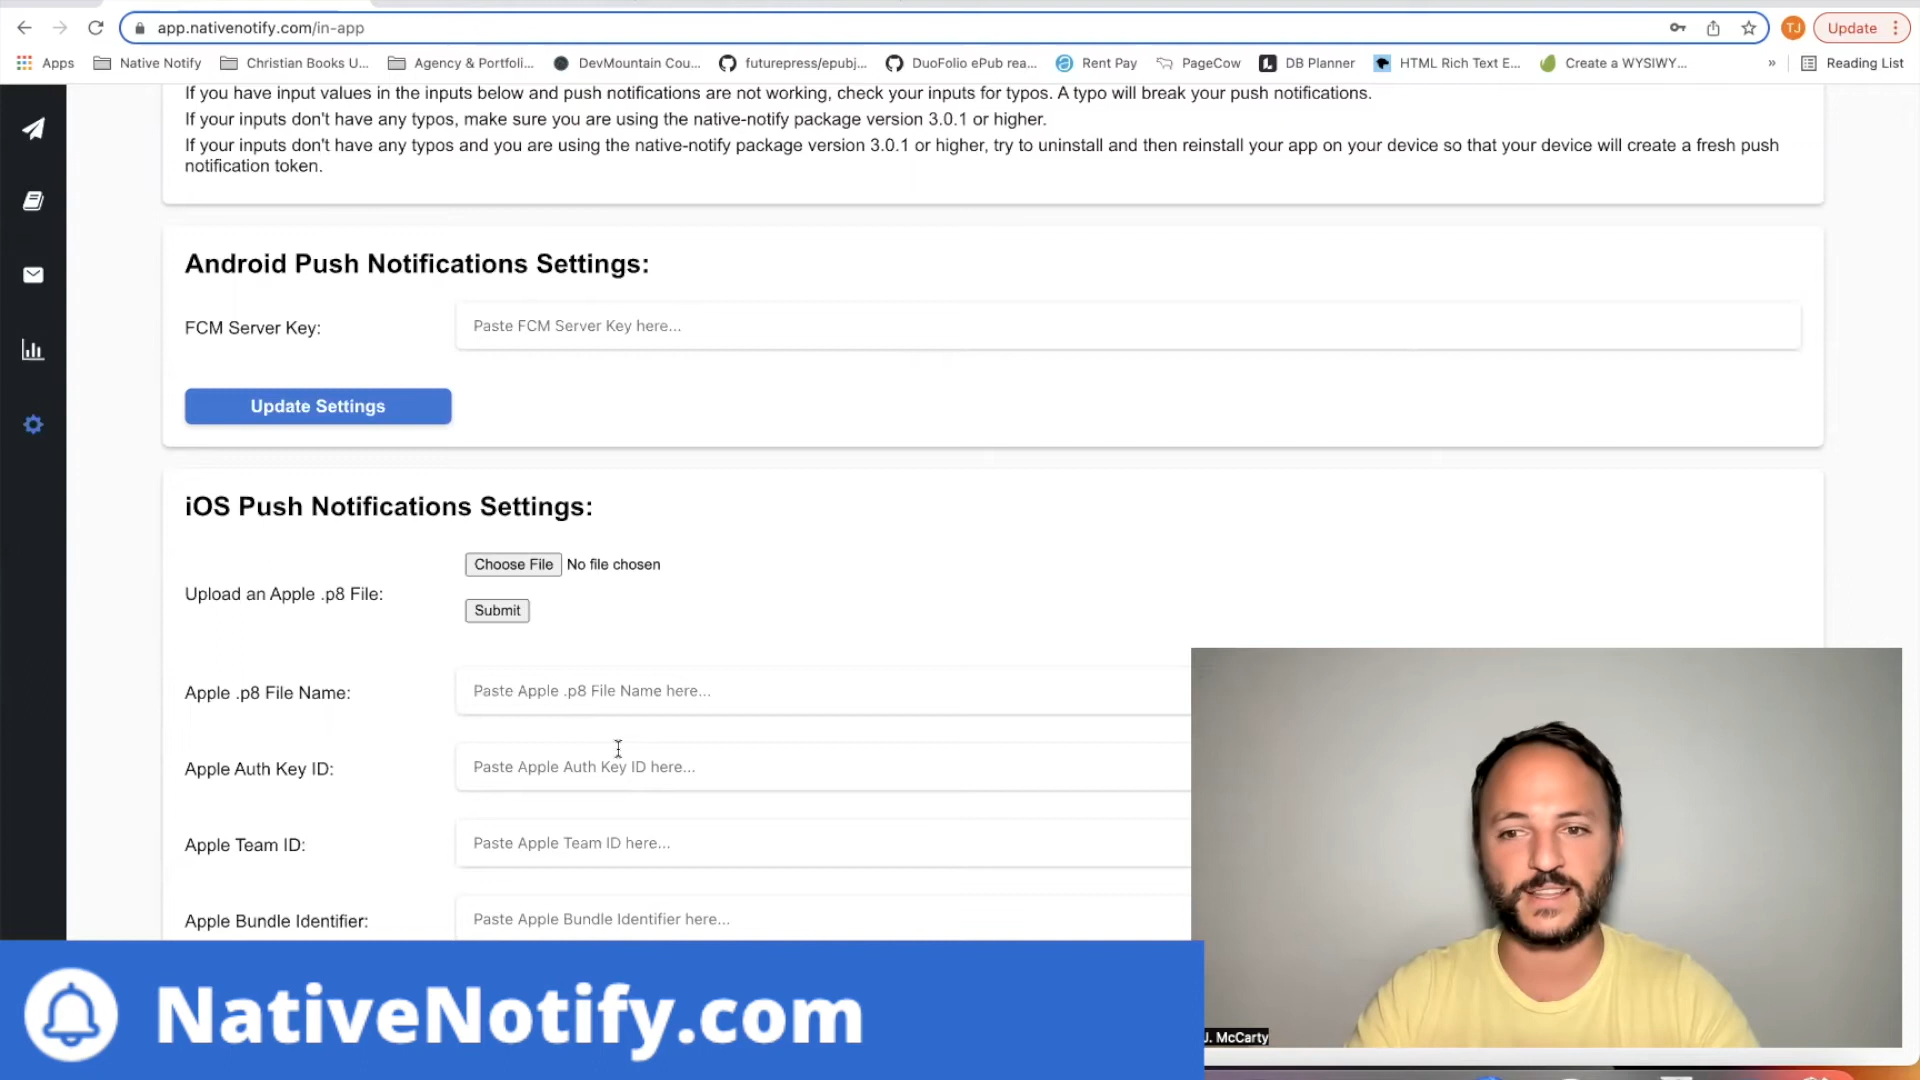 app.nativenotify.com/in-app
TJ
Update
Apps
Native Notify
Christian Books U...
Agency & Portfoli...
DevMountain Cou...
futurepress/epubj...
DuoFolio ePub rea...
Rent Pay
PageCow
DB Planner
HTML Rich Text E...
Create a WYSIWY...
»
Reading List
If you have input values in the inputs below and push notifications are not working, check your inputs for typos. A typo will break your push notifications.
If your inputs don't have any typos, make sure you are using the native-notify package version 3.0.1 or higher.
If your inputs don't have any typos and you are using the native-notify package version 3.0.1 or higher, try to uninstall and then reinstall your app on your device so that your device will create a fresh push
notification token.
Android Push Notifications Settings:
FCM Server Key:
Paste FCM Server Key here...
Update Settings
iOS Push Notifications Settings:
Choose File No file chosen
Upload an Apple .p8 File:
Submit
Apple .p8 File Name:
Paste Apple .p8 File Name here...
Apple Auth Key ID:
Paste Apple Auth Key ID here...
Apple Team ID:
Paste Apple Team ID here...
Apple Bundle Identifier:
Paste Apple Bundle Identifier here...
NativeNotify.com
J. McCarty